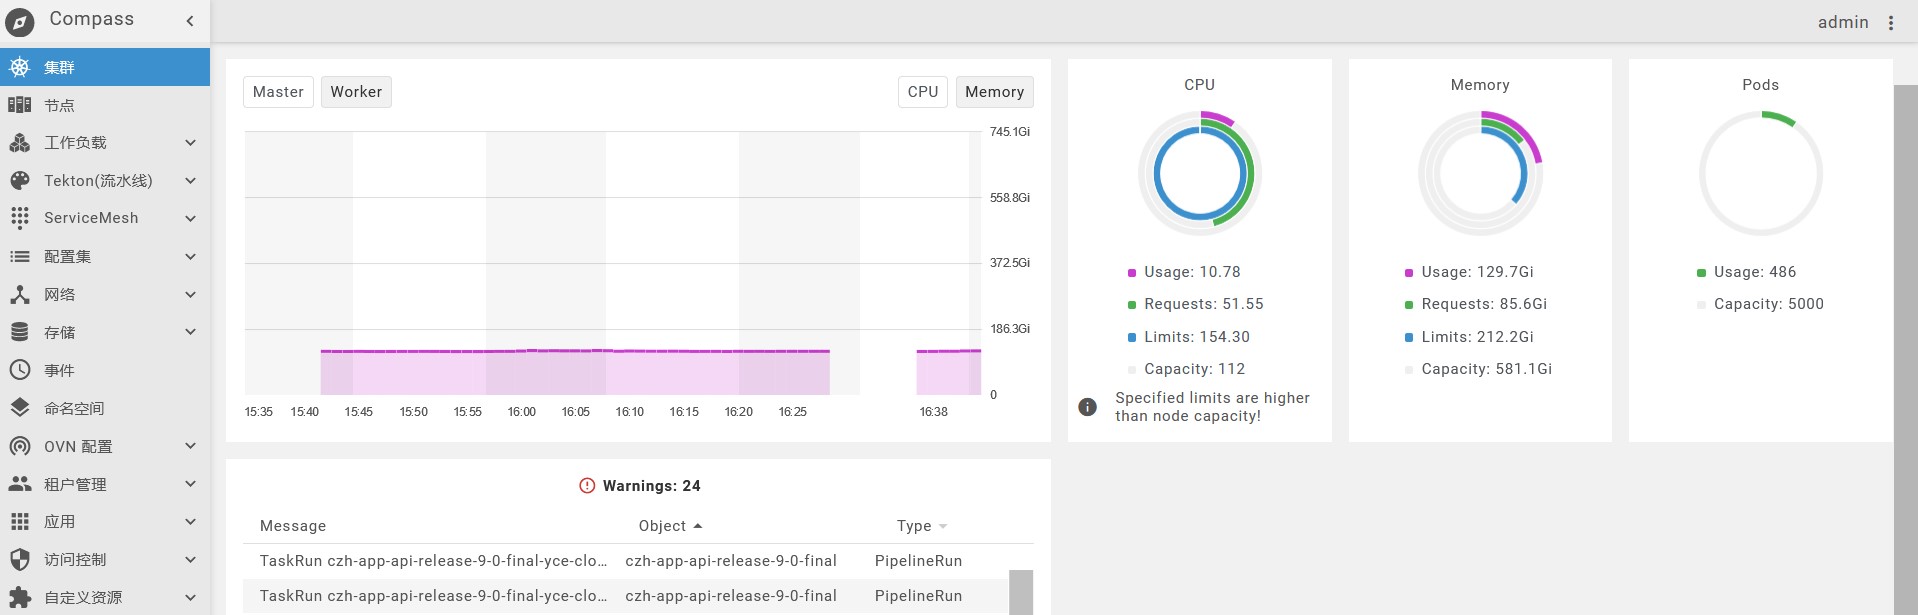 Compass
admin
集群
节点
工作负载
Tekton(流水线)
ServiceMesh
配置集
网络
存储
事件
命名空间
OVN 配置
租户管理
应用
访问控制
自定义资源
Master
Worker
CPU
Memory
745.1Gi
558.8Gi
372.5Gi
186.3Gi
0
15:35 15:40 15:45 15:50 15:55 16:00 16:05 16:10 16:15 16:20 16:25 16:38
CPU
Usage: 10.78
Requests: 51.55
Limits: 154.30
Capacity: 112
Specified limits are higher
than node capacity!
Memory
Usage: 129.7Gi
Requests: 85.6Gi
Limits: 212.2Gi
Capacity: 581.1Gi
Pods
Usage: 486
Capacity: 5000
Warnings: 24
Message Object Type
TaskRun czh-app-api-release-9-0-final-yce-clo... czh-app-api-release-9-0-final PipelineRun
TaskRun czh-app-api-release-9-0-final-yce-clo... czh-app-api-release-9-0-final PipelineRun